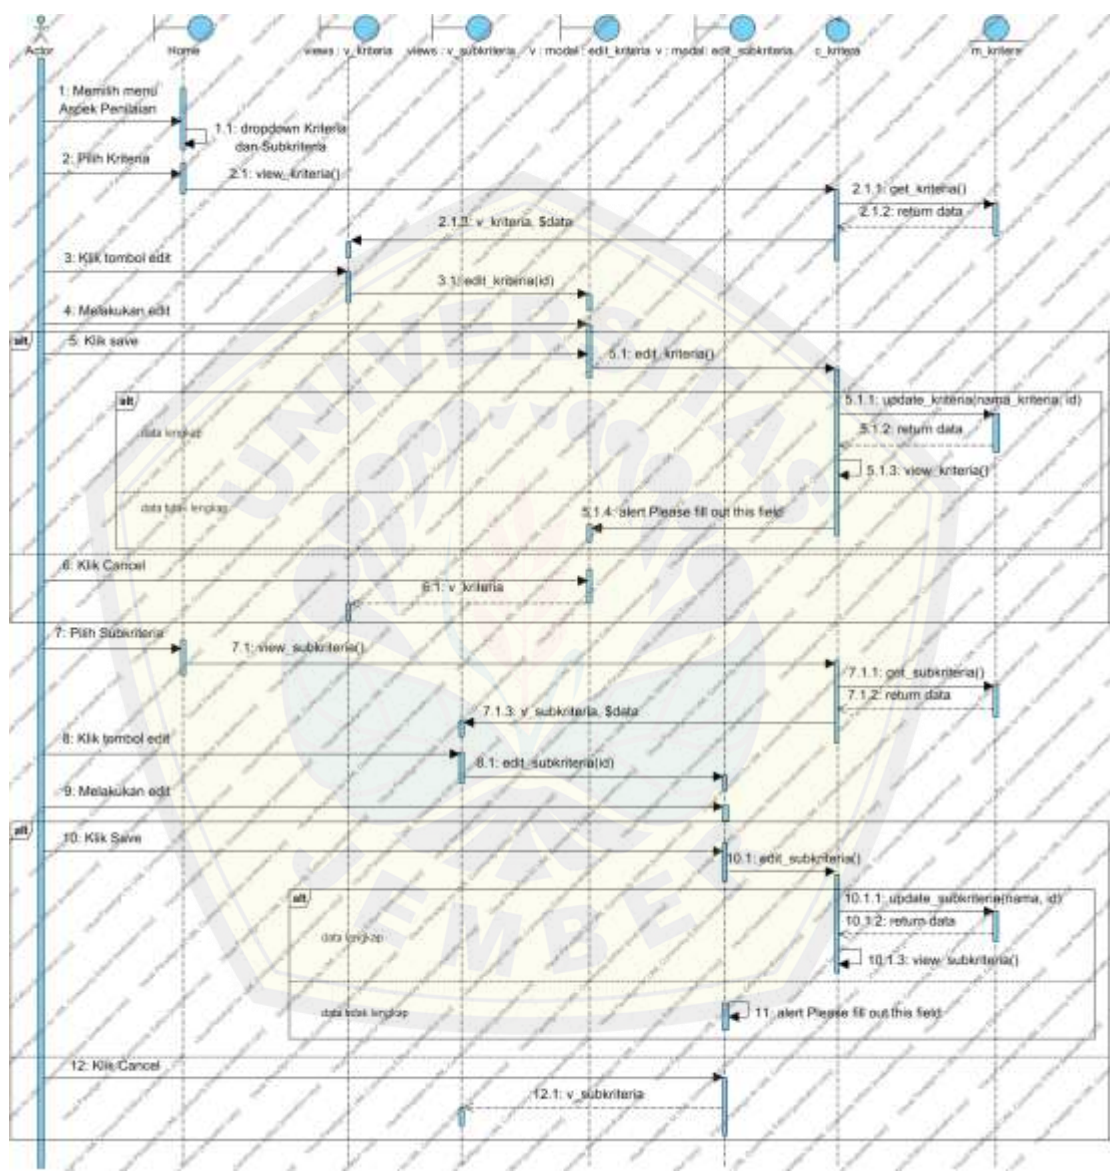 Actor
Home
views : v_kriteria
views : v_subkriteria
v : modal : edit_kriteria
v : modal: edit_subkriteria
c_kritera
m_kritera
1: Memilih menu
Aspek Penilaian
1.1: dropdown Kriteria
dan Subkriteria
2: Pilih Kriteria
2.1: view_kriteria()
2.1.1: get_kriteria()
2.1.2: return data
2.1.3: v_kriteria, $data
3: Klik tombol edit
3.1: edit_kriteria(id)
4: Melakukan edit
alt
5: Klik save
5.1: edit_kriteria()
alt
5.1.1: update_kriteria(nama_kriteria, id)
data lengkap
5.1.2: return data
5.1.3: view_kriteria()
data tidak lengkap
5.1.4: alert Please fill out this field
6: Klik Cancel
6.1: v_kriteria
7: Pilih Subkriteria
7.1: view_subkriteria()
7.1.1: get_subkriteria()
7.1.2: return data
7.1.3: v_subkriteria, $data
8: Klik tombol edit
8.1: edit_subkriteria(id)
9: Melakukan edit
alt
10: Klik Save
10.1: edit_subkriteria()
alt
10.1.1: update_subkriteria(nama, id)
10.1.2: return data
data lengkap
10.1.3: view_subkriteria()
data tidak lengkap
11: alert Please fill out this field
12: Klik Cancel
12.1: v_subkriteria
UNIVERSITAS
JEMBER